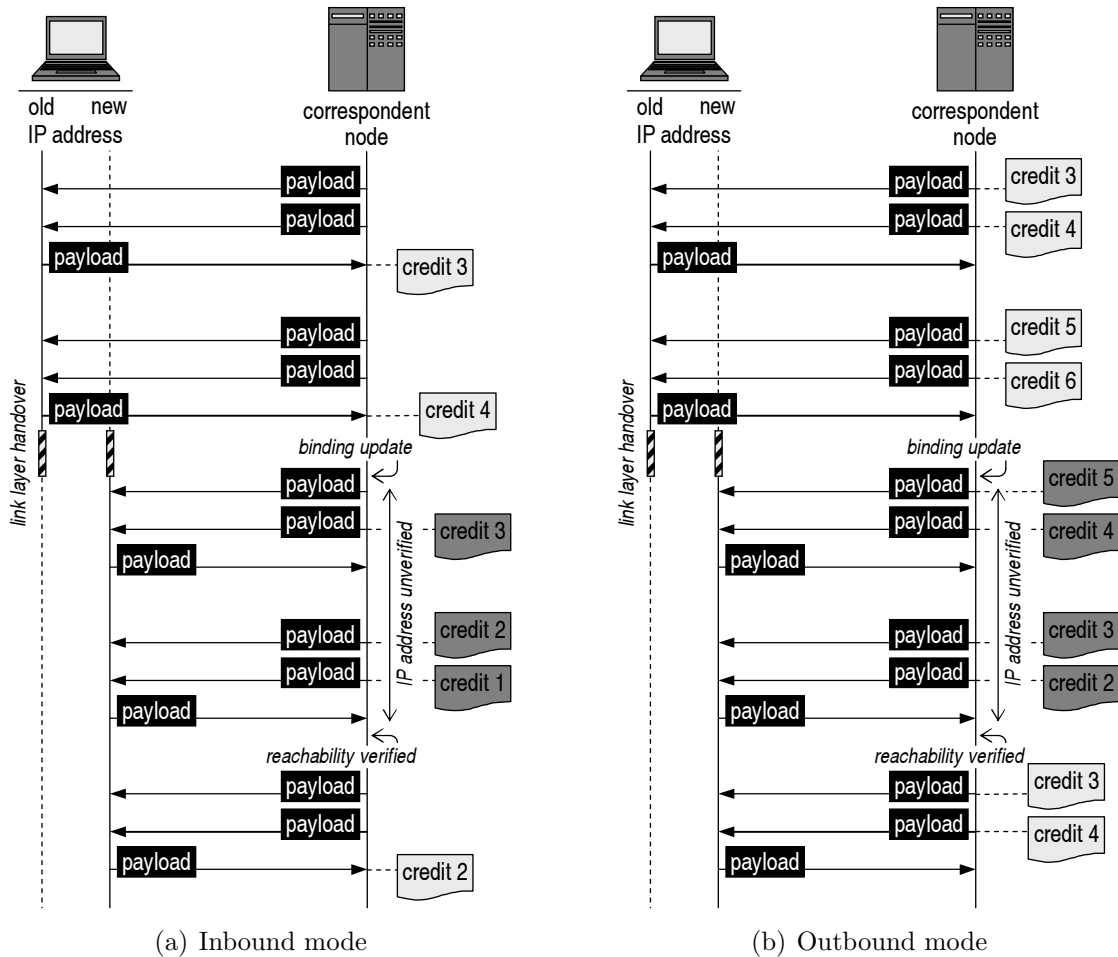 old new
IP address
correspondent
node
payload
payload
payload
credit 3
payload
payload
payload
credit 4
link layer handover
binding update
payload
payload
credit 3
payload
IP address unverified
payload
credit 2
payload
credit 1
payload
reachability verified
payload
payload
payload
credit 2
(a) Inbound mode
old new
IP address
correspondent
node
payload
credit 3
payload
credit 4
payload
payload
credit 5
payload
credit 6
payload
link layer handover
binding update
payload
credit 5
payload
credit 4
payload
IP address unverified
payload
credit 3
payload
credit 2
payload
reachability verified
payload
credit 3
payload
credit 4
payload
(b) Outbound mode